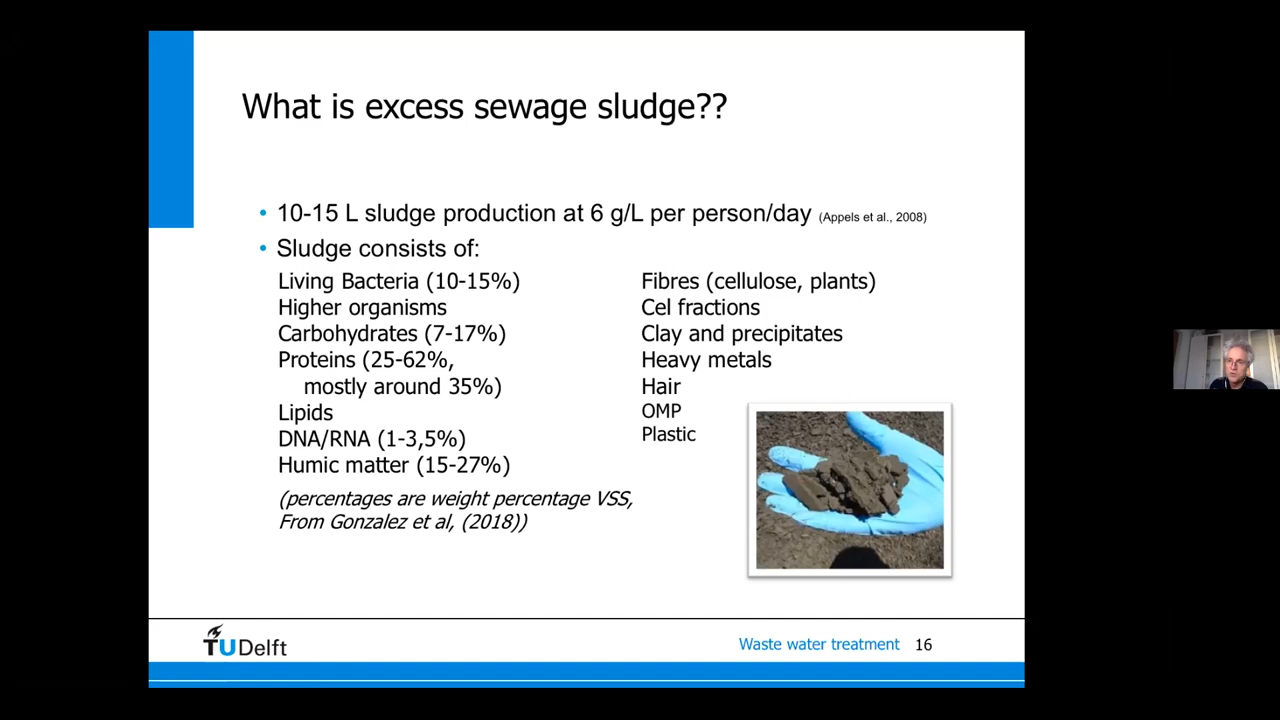 What is excess sewage sludge??
• 10-15 L sludge production at 6 g/L per person/day (Appels et al., 2008)
• Sludge consists of:
Living Bacteria (10-15%)
Higher organisms
Carbohydrates (7-17%)
Proteins (25-62%,
mostly around 35%)
Lipids
DNA/RNA (1-3,5%)
Humic matter (15-27%)
(percentages are weight percentage VSS,
From Gonzalez et al, (2018))
Fibres (cellulose, plants)
Cel fractions
Clay and precipitates
Heavy metals
Hair
OMP
Plastic
TU Delft
Waste water treatment 16